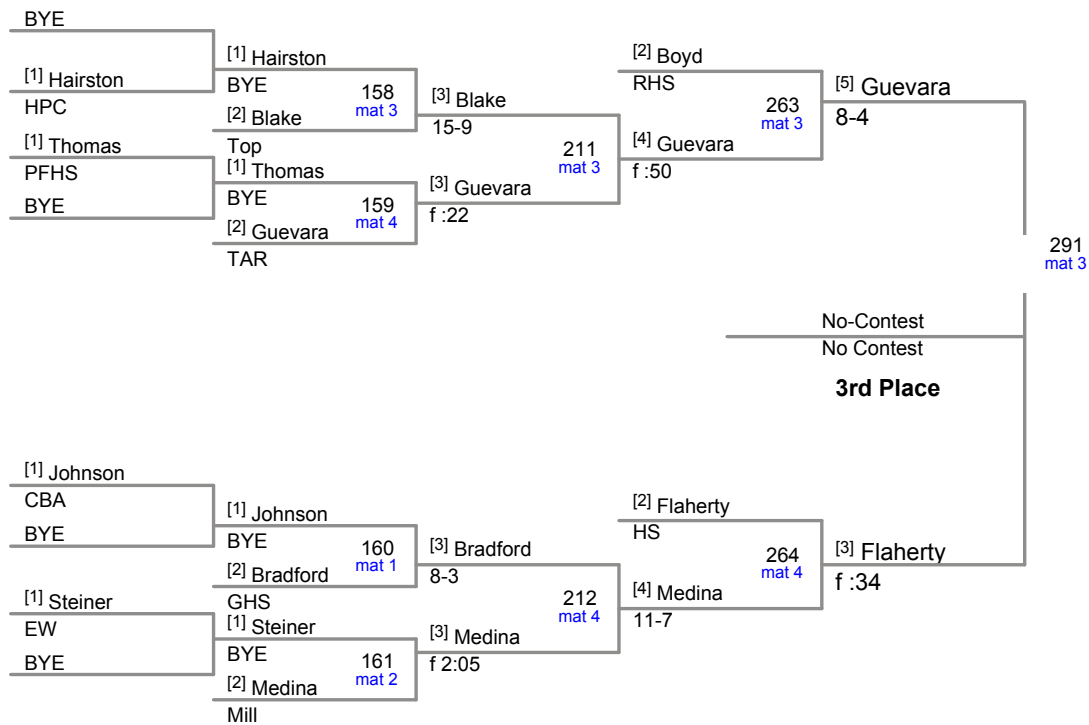 BYE
[1] Hairston
HPC
[1] Thomas
PFHS
BYE
[1] Hairston
BYE
158
mat 3
[2] Blake
Top
[1] Thomas
BYE
159
mat 4
[2] Guevara
TAR
[3] Blake
15-9
211
mat 3
[3] Guevara
f :22
[2] Boyd
RHS
263
mat 3
[4] Guevara
f :50
[5] Guevara
8-4
291
mat 3
No-Contest
No Contest
3rd Place
[1] Johnson
CBA
BYE
[1] Steiner
EW
BYE
[1] Johnson
BYE
160
mat 1
[2] Bradford
GHS
[1] Steiner
BYE
161
mat 2
[2] Medina
Mill
[3] Bradford
8-3
212
mat 4
[3] Medina
f 2:05
[2] Flaherty
HS
264
mat 4
[4] Medina
11-7
[3] Flaherty
f :34